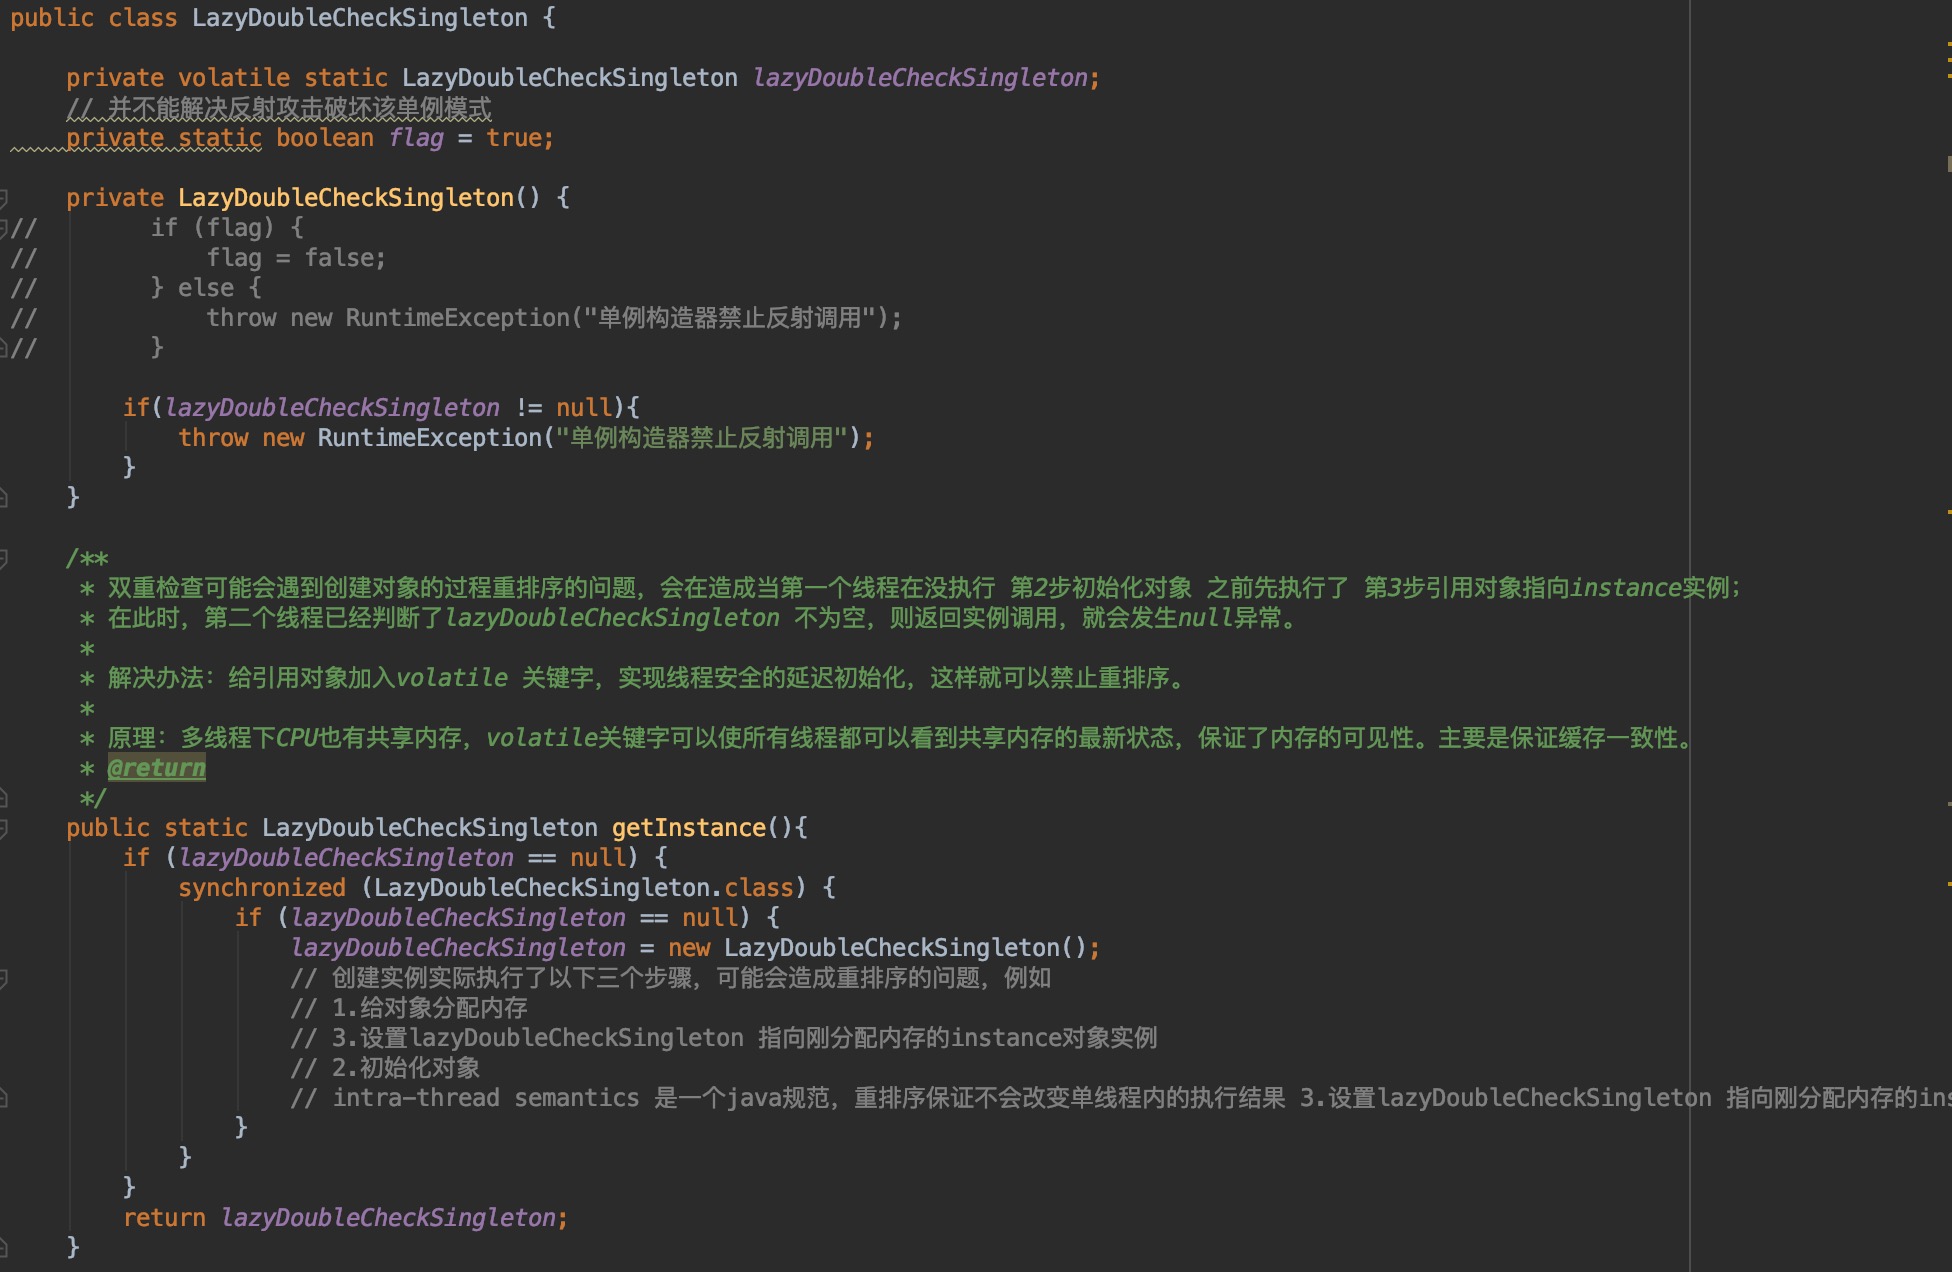 public class LazyDoubleCheckSingleton {
private volatile static LazyDoubleCheckSingleton lazyDoubleCheckSingleton;
// 并不能解决反射攻击破坏该单例模式
private static boolean flag = true;
private LazyDoubleCheckSingleton() {
// if (flag) {
// flag = false;
// } else {
// throw new RuntimeException("单例构造器禁止反射调用");
// }
if(lazyDoubleCheckSingleton != null){
throw new RuntimeException("单例构造器禁止反射调用");
}
}
/**
* 双重检查可能会遇到创建对象的过程重排序的问题，会在造成当第一个线程在没执行 第2步初始化对象 之前先执行了 第3步引用对象指向instance实例；
* 在此时，第二个线程已经判断了lazyDoubleCheckSingleton 不为空，则返回实例调用，就会发生null异常。
*
* 解决办法：给引用对象加入volatile 关键字，实现线程安全的延迟初始化，这样就可以禁止重排序。
*
* 原理：多线程下CPU也有共享内存，volatile关键字可以使所有线程都可以看到共享内存的最新状态，保证了内存的可见性。主要是保证缓存一致性。
* @return
*/
public static LazyDoubleCheckSingleton getInstance(){
if (lazyDoubleCheckSingleton == null) {
synchronized (LazyDoubleCheckSingleton.class) {
if (lazyDoubleCheckSingleton == null) {
lazyDoubleCheckSingleton = new LazyDoubleCheckSingleton();
// 创建实例实际执行了以下三个步骤，可能会造成重排序的问题，例如
// 1.给对象分配内存
// 3.设置lazyDoubleCheckSingleton 指向刚分配内存的instance对象实例
// 2.初始化对象
// intra-thread semantics 是一个java规范，重排序保证不会改变单线程内的执行结果 3.设置lazyDoubleCheckSingleton 指向刚分配内存的ins
}
}
}
return lazyDoubleCheckSingleton;
}